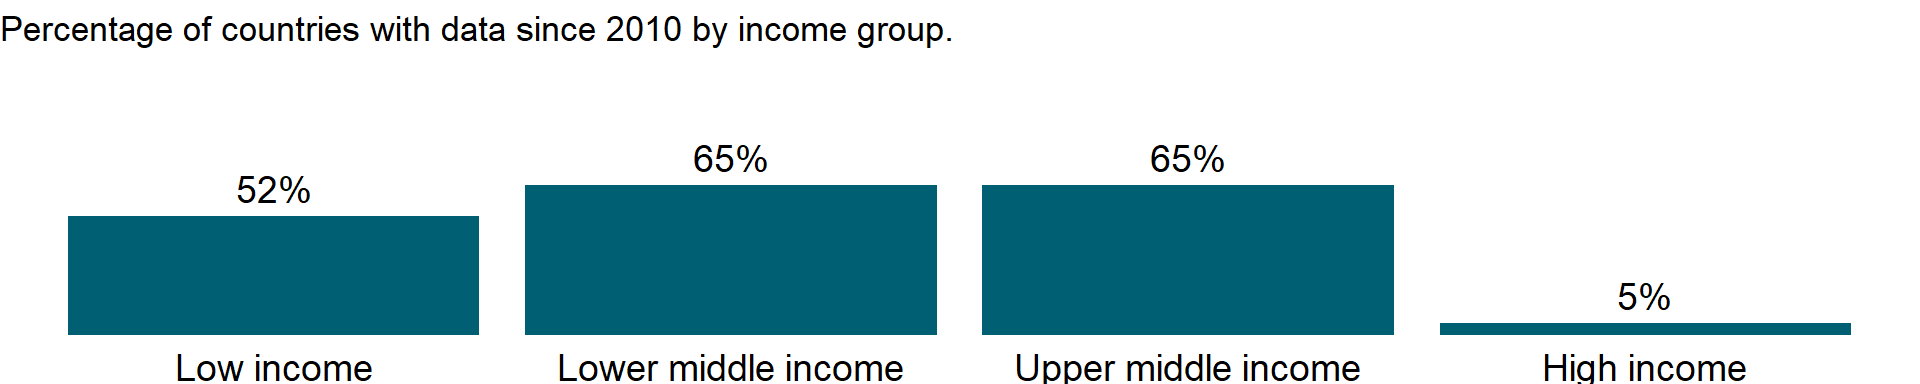 Percentage of countries with data since 2010 by income group.
52%
65%
65%
5%
Low income
Lower middle income
Upper middle income
High income